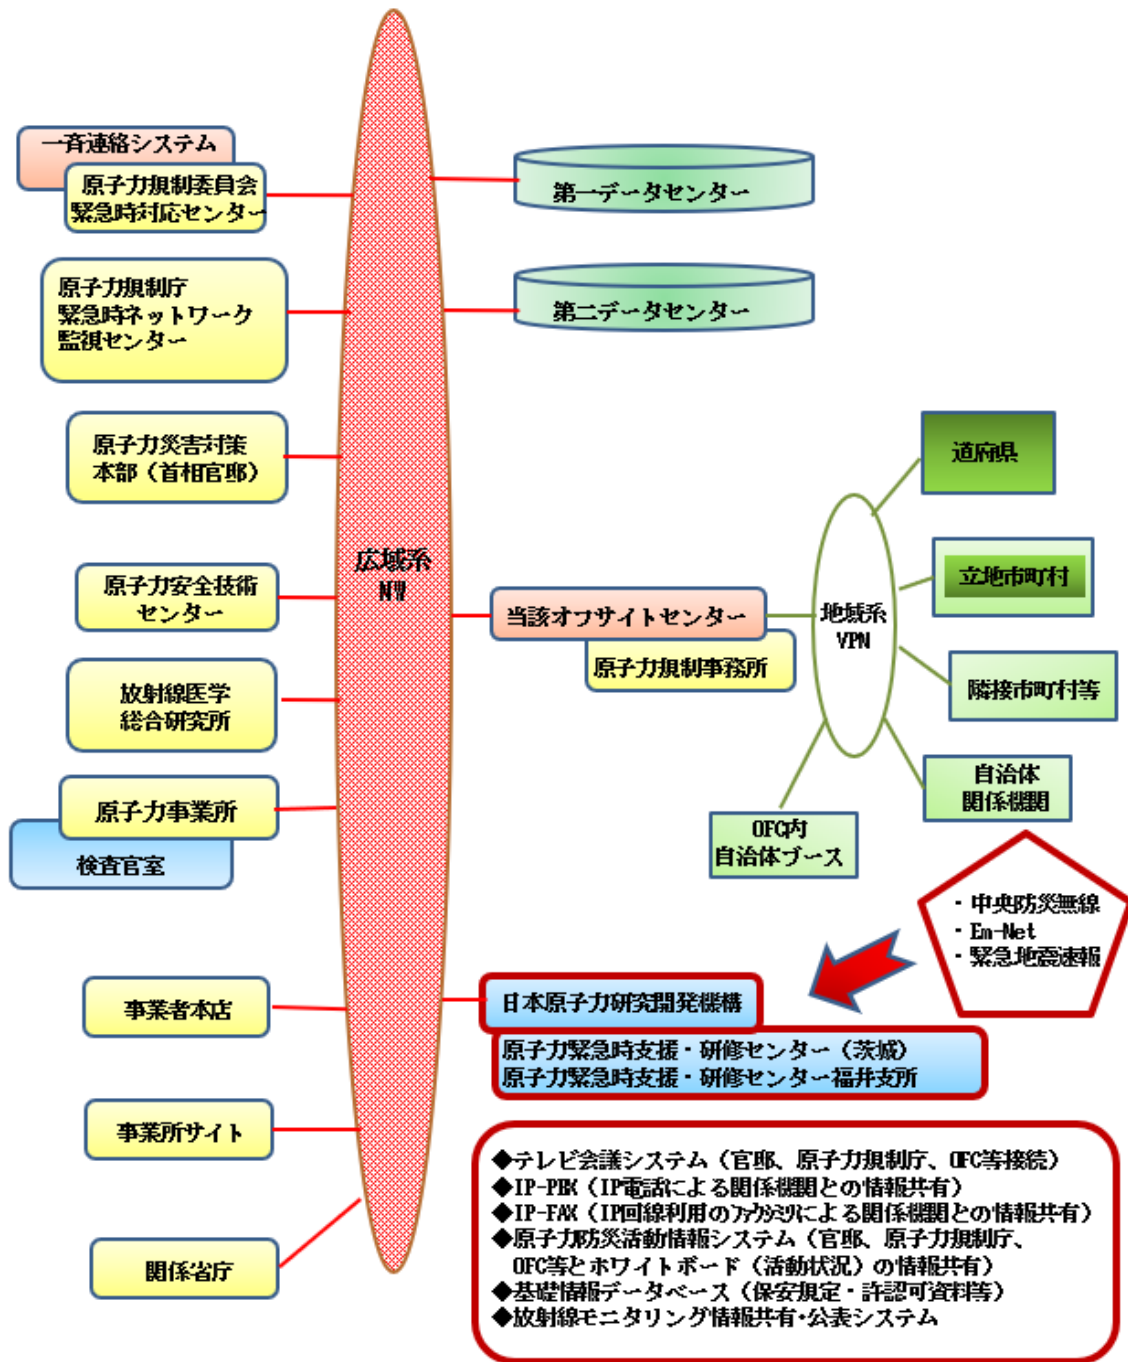 一斉連絡システム
原子力規制委員会
緊急時対応センター
原子力規制庁
緊急時ネットワーク
監視センター
原子力災害対策
本部（首相官邸）
原子力安全技術
センター
放射線医学
総合研究所
原子力事業所
検査官室
事業者本店
事業所サイト
関係省庁
広域系
NW
第一データセンター
第二データセンター
当該オフサイトセンター
原子力規制事務所
地域系
VPN
道府県
立地市町村
隣接市町村等
自治体
関係機関
OFC内
自治体ブース
・中央防災無線
・Em-Net
・緊急地震速報
日本原子力研究開発機構
原子力緊急時支援・研修センター（茨城）
原子力緊急時支援・研修センター福井支所
◆テレビ会議システム（官邸、原子力規制庁、OFC等接続）
◆IP-PBX（IP電話による関係機関との情報共有）
◆IP-FAX（IP回線利用のファクシミリによる関係機関との情報共有）
◆原子力防災活動情報システム（官邸、原子力規制庁、
OFC等とホワイトボード（活動状況）の情報共有）
◆基礎情報データベース（保安規定・許認可資料等）
◆放射線モニタリング情報共有・公表システム